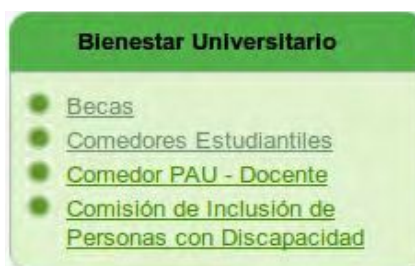 Bienestar Universitario
Becas
Comedores Estudiantiles
Comedor PAU - Docente
Comisión de Inclusión de
Personas con Discapacidad